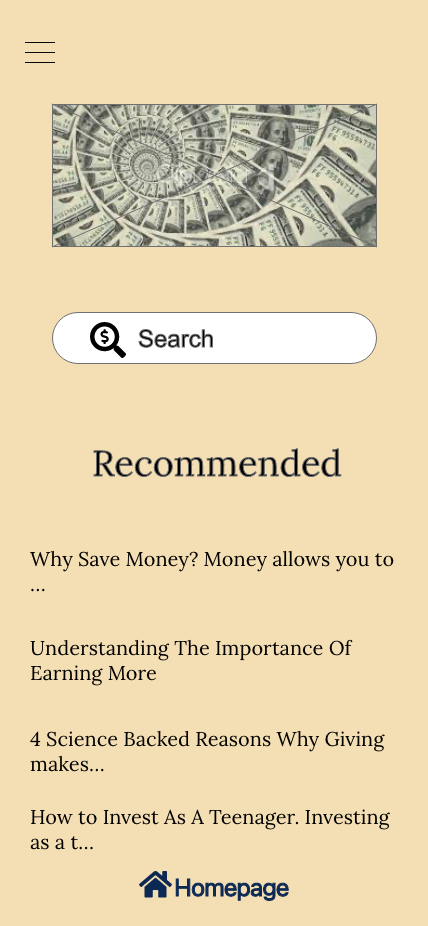 Search
Recommended
Why Save Money? Money allows you to
...
Understanding The Importance Of
Earning More
4 Science Backed Reasons Why Giving
makes...
How to Invest As A Teenager. Investing
as a t...
Homepage